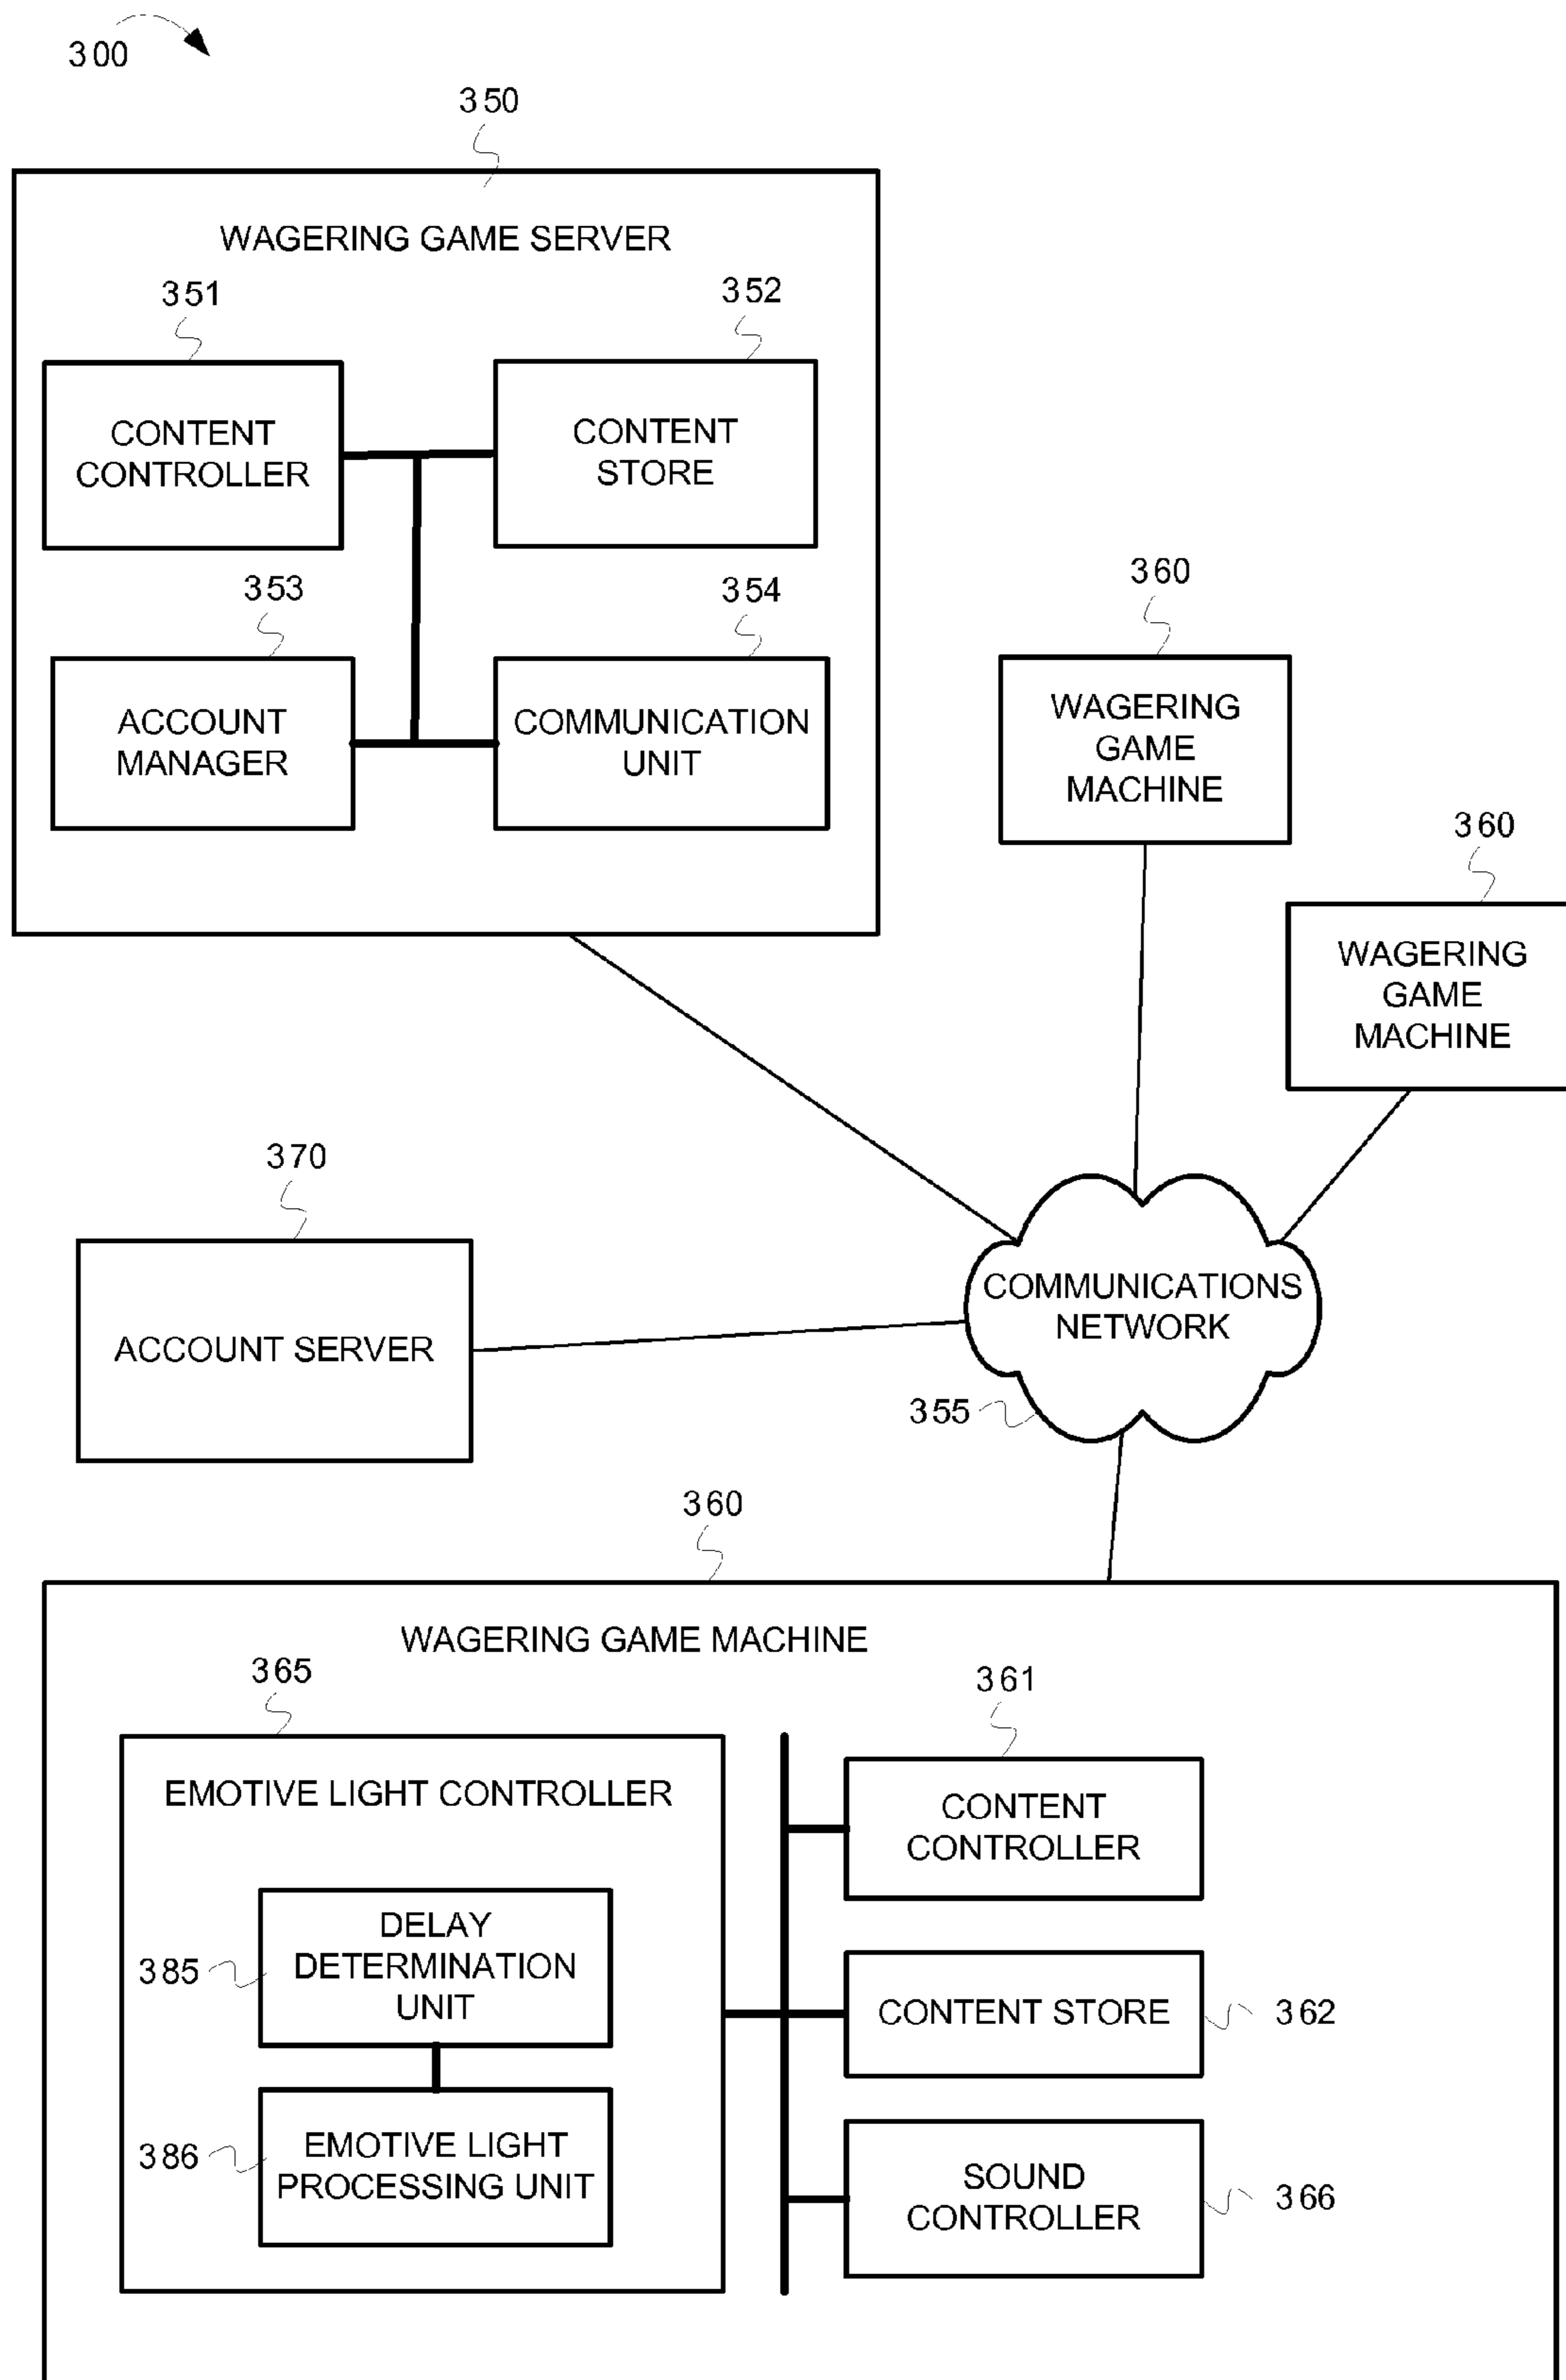 300
350
WAGERING GAME SERVER
351
352
CONTENT
CONTROLLER
CONTENT
STORE
353
354
ACCOUNT
MANAGER
COMMUNICATION
UNIT
360
WAGERING
GAME
MACHINE
360
WAGERING
GAME
MACHINE
370
ACCOUNT SERVER
COMMUNICATIONS
NETWORK
355
360
WAGERING GAME MACHINE
365
361
EMOTIVE LIGHT CONTROLLER
CONTENT
CONTROLLER
385
DELAY
DETERMINATION
UNIT
CONTENT STORE
362
386
EMOTIVE LIGHT
PROCESSING UNIT
SOUND
CONTROLLER
366